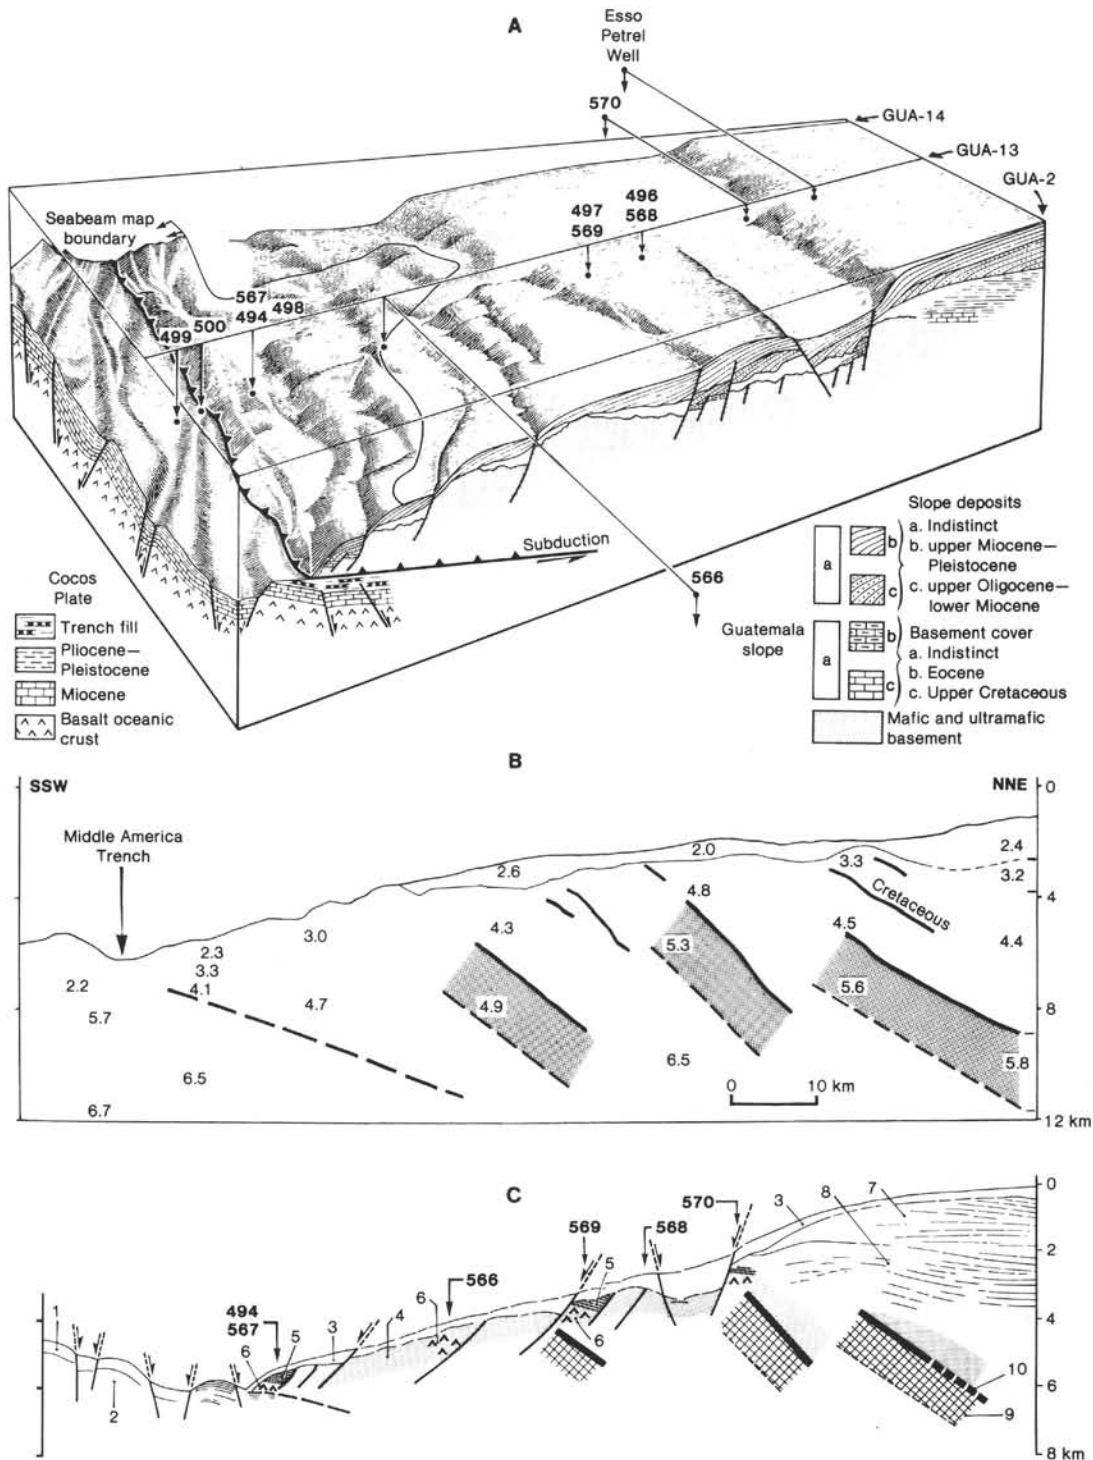 A
Esso
Petrel
Well
570
GUA-14
GUA-13
GUA-2
Seabeam map
boundary
497
569
496
568
567
494
498
500
499
Subduction
566
Cocos
Plate
Trench fill
Pliocene—
Pleistocene
Miocene
Basalt oceanic
crust
Slope deposits
a
b
a. Indistinct
b. upper Miocene—
Pleistocene
c
c. upper Oligocene—
lower Miocene
Guatemala
slope
a
b
Basement cover
a. Indistinct
b. Eocene
c
c. Upper Cretaceous
Mafic and ultramafic
basement
B
SSW
NNE
0
Middle America
Trench
2.0
2.4
2.6
3.3
3.2
4.8
Cretaceous
4
4.3
4.5
4.4
3.0
5.3
2.3
3.3
2.2
4.1
4.7
4.9
5.6
8
5.7
6.5
5.8
6.5
0 10 km
6.7
12 km
C
0
570
3
8
7
569
568
2
5
566
6
4
1
494
567
5
3
4
6
6
6
10
2
9
8 km